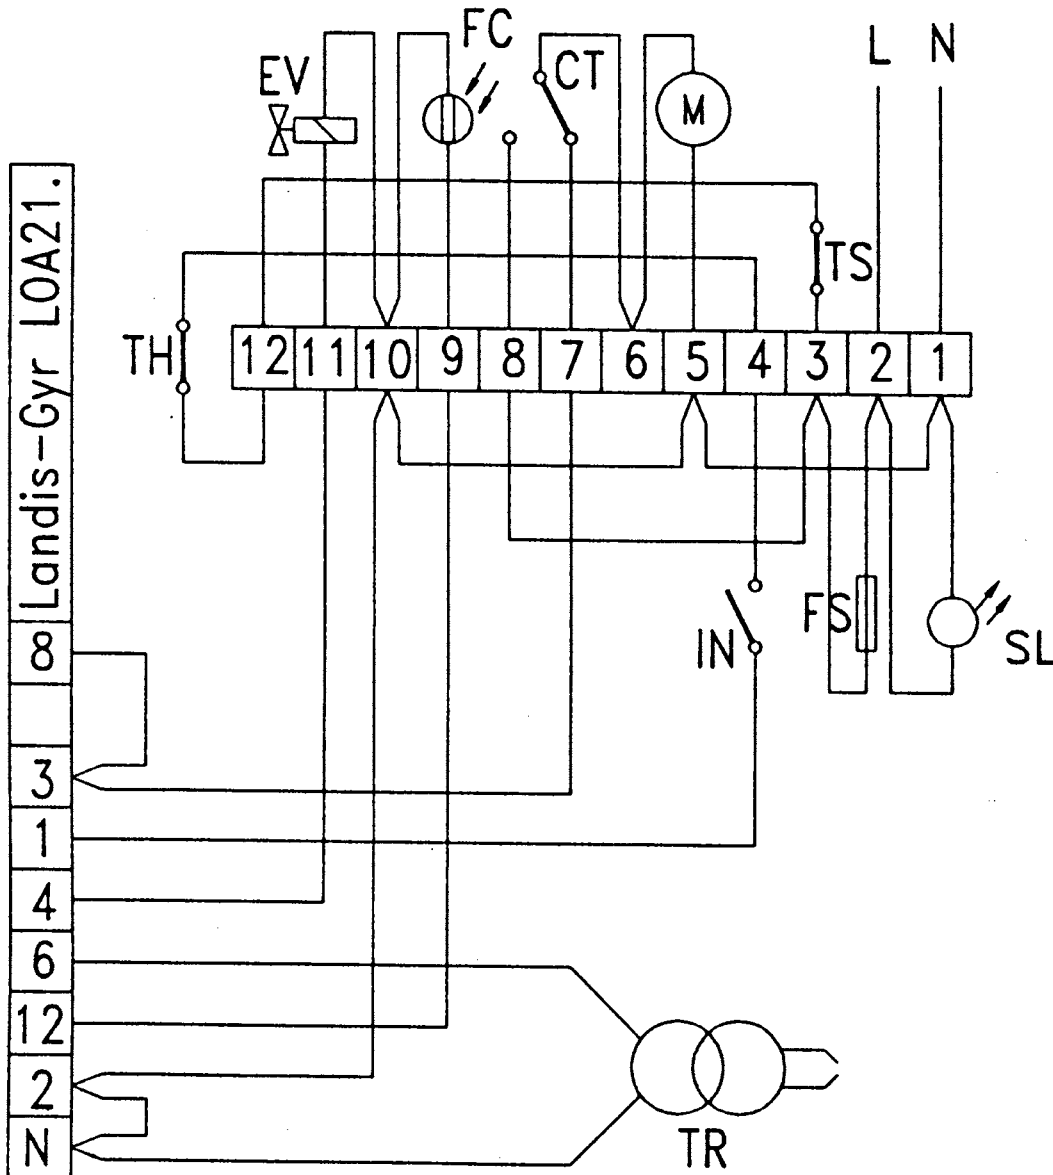 FC
L N
EV
CT
M
Landis-Gyr LOA21.
TS
TH
12 11 10 9 8 7 6 5 4 3 2 1
8
IN
FS
SL
3
1
4
6
12
2
N
TR